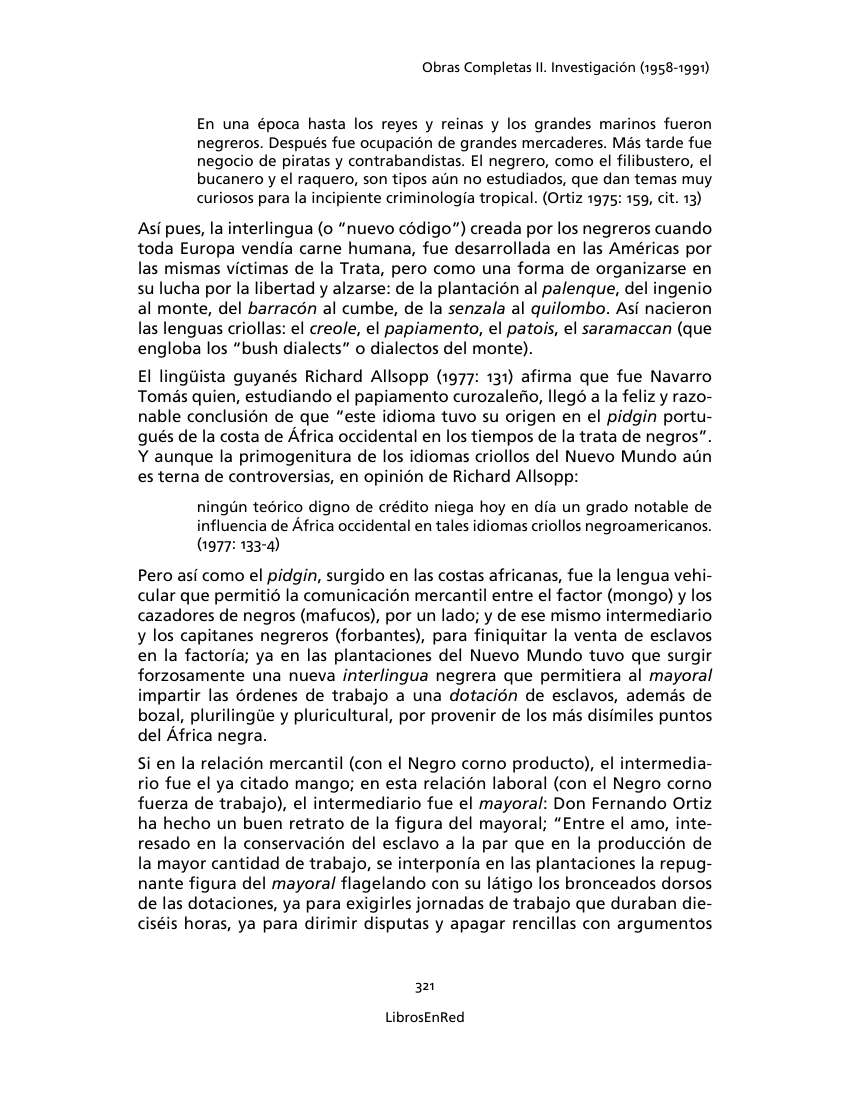 Obras Completas II. Investigación (1958-1991)
En una época hasta los reyes y reinas y los grandes marinos fueron
negreros. Después fue ocupación de grandes mercaderes. Más tarde fue
negocio de piratas y contrabandistas. El negrero, como el filibustero, el
bucanero y el raquero, son tipos aún no estudiados, que dan temas muy
curiosos para la incipiente criminología tropical. (Ortiz 1975: 159, cit. 13)
Así pues, la interlingua (o “nuevo código”) creada por los negreros cuando
toda Europa vendía carne humana, fue desarrollada en las Américas por
las mismas víctimas de la Trata, pero como una forma de organizarse en
su lucha por la libertad y alzarse: de la plantación al palenque, del ingenio
al monte, del barracón al cumbe, de la senzala al quilombo. Así nacieron
las lenguas criollas: el creole, el papiamento, el patois, el saramaccan (que
engloba los “bush dialects” o dialectos del monte).
El lingüista guyanés Richard Allsopp (1977: 131) afirma que fue Navarro
Tomás quien, estudiando el papiamento curozaleño, llegó a la feliz y razo-
nable conclusión de que “este idioma tuvo su origen en el pidgin portu-
gués de la costa de África occidental en los tiempos de la trata de negros”.
Y aunque la primogenitura de los idiomas criollos del Nuevo Mundo aún
es terna de controversias, en opinión de Richard Allsopp:
ningún teórico digno de crédito niega hoy en día un grado notable de
influencia de África occidental en tales idiomas criollos negroamericanos.
(1977: 133-4)
Pero así como el pidgin, surgido en las costas africanas, fue la lengua vehi-
cular que permitió la comunicación mercantil entre el factor (mongo) y los
cazadores de negros (mafucos), por un lado; y de ese mismo intermediario
y los capitanes negreros (forbantes), para finiquitar la venta de esclavos
en la factoría; ya en las plantaciones del Nuevo Mundo tuvo que surgir
forzosamente una nueva interlingua negrera que permitiera al mayoral
impartir las órdenes de trabajo a una dotación de esclavos, además de
bozal, plurilingüe y pluricultural, por provenir de los más disímiles puntos
del África negra.
Si en la relación mercantil (con el Negro corno producto), el intermedia-
rio fue el ya citado mango; en esta relación laboral (con el Negro corno
fuerza de trabajo), el intermediario fue el mayoral: Don Fernando Ortiz
ha hecho un buen retrato de la figura del mayoral; “Entre el amo, inte-
resado en la conservación del esclavo a la par que en la producción de
la mayor cantidad de trabajo, se interponía en las plantaciones la repug-
nante figura del mayoral flagelando con su látigo los bronceados dorsos
de las dotaciones, ya para exigirles jornadas de trabajo que duraban die-
ciséis horas, ya para dirimir disputas y apagar rencillas con argumentos
321
LibrosEnRed